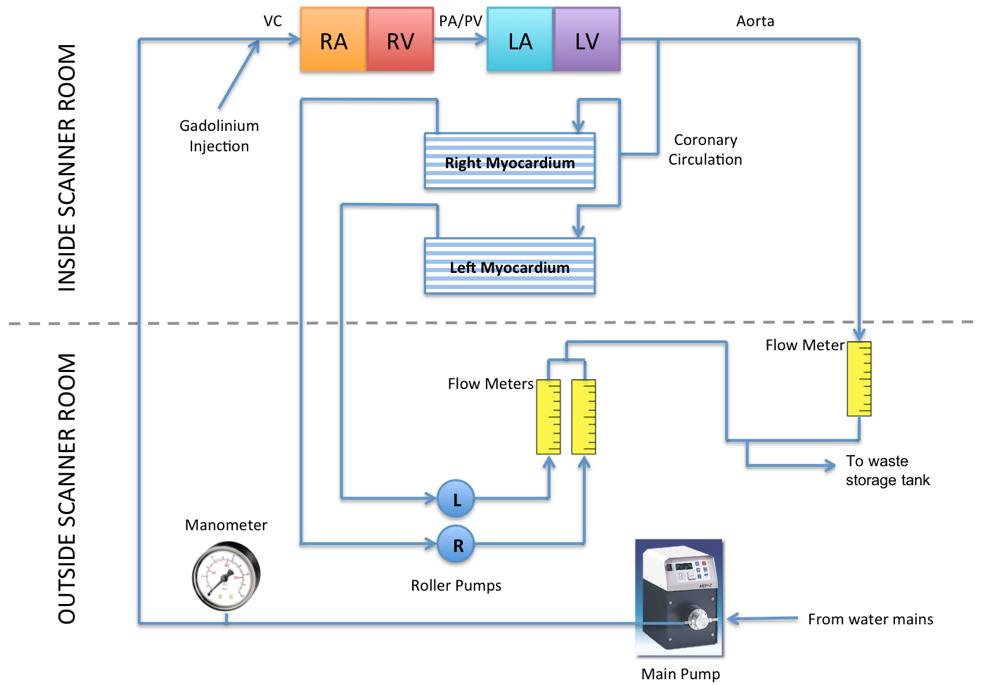 VC
PA/PV
Aorta
RA
RV
LA
LV
Gadolinium
Injection
Right Myocardium
Coronary
Circulation
Left Myocardium
INSIDE SCANNER ROOM
OUTSIDE SCANNER ROOM
Flow Meter
Flow Meters
To waste
storage tank
L
R
Roller Pumps
Manometer
From water mains
Main Pump